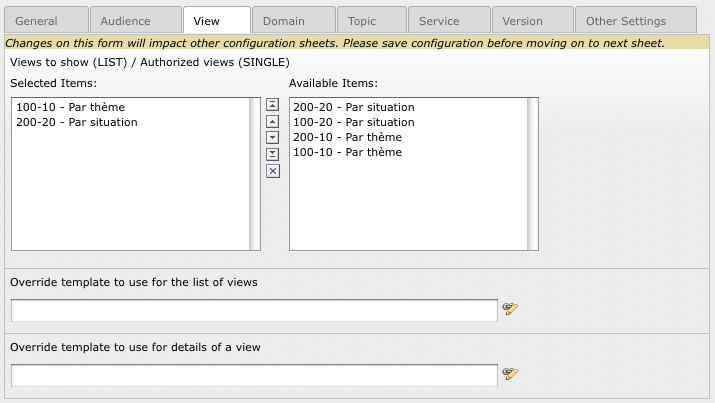 General Audience View Domain Topic Service Version Other Settings
Changes on this form will impact other configuration sheets. Please save configuration before moving on to next sheet.
Views to show (LIST) / Authorized views (SINGLE)
Selected Items: Available Items:
100-10 - Par thème
200-20 - Par situation
200-20 - Par situation
100-20 - Par situation
200-10 - Par thème
100-10 - Par thème
Override template to use for the list of views
Override template to use for details of a view